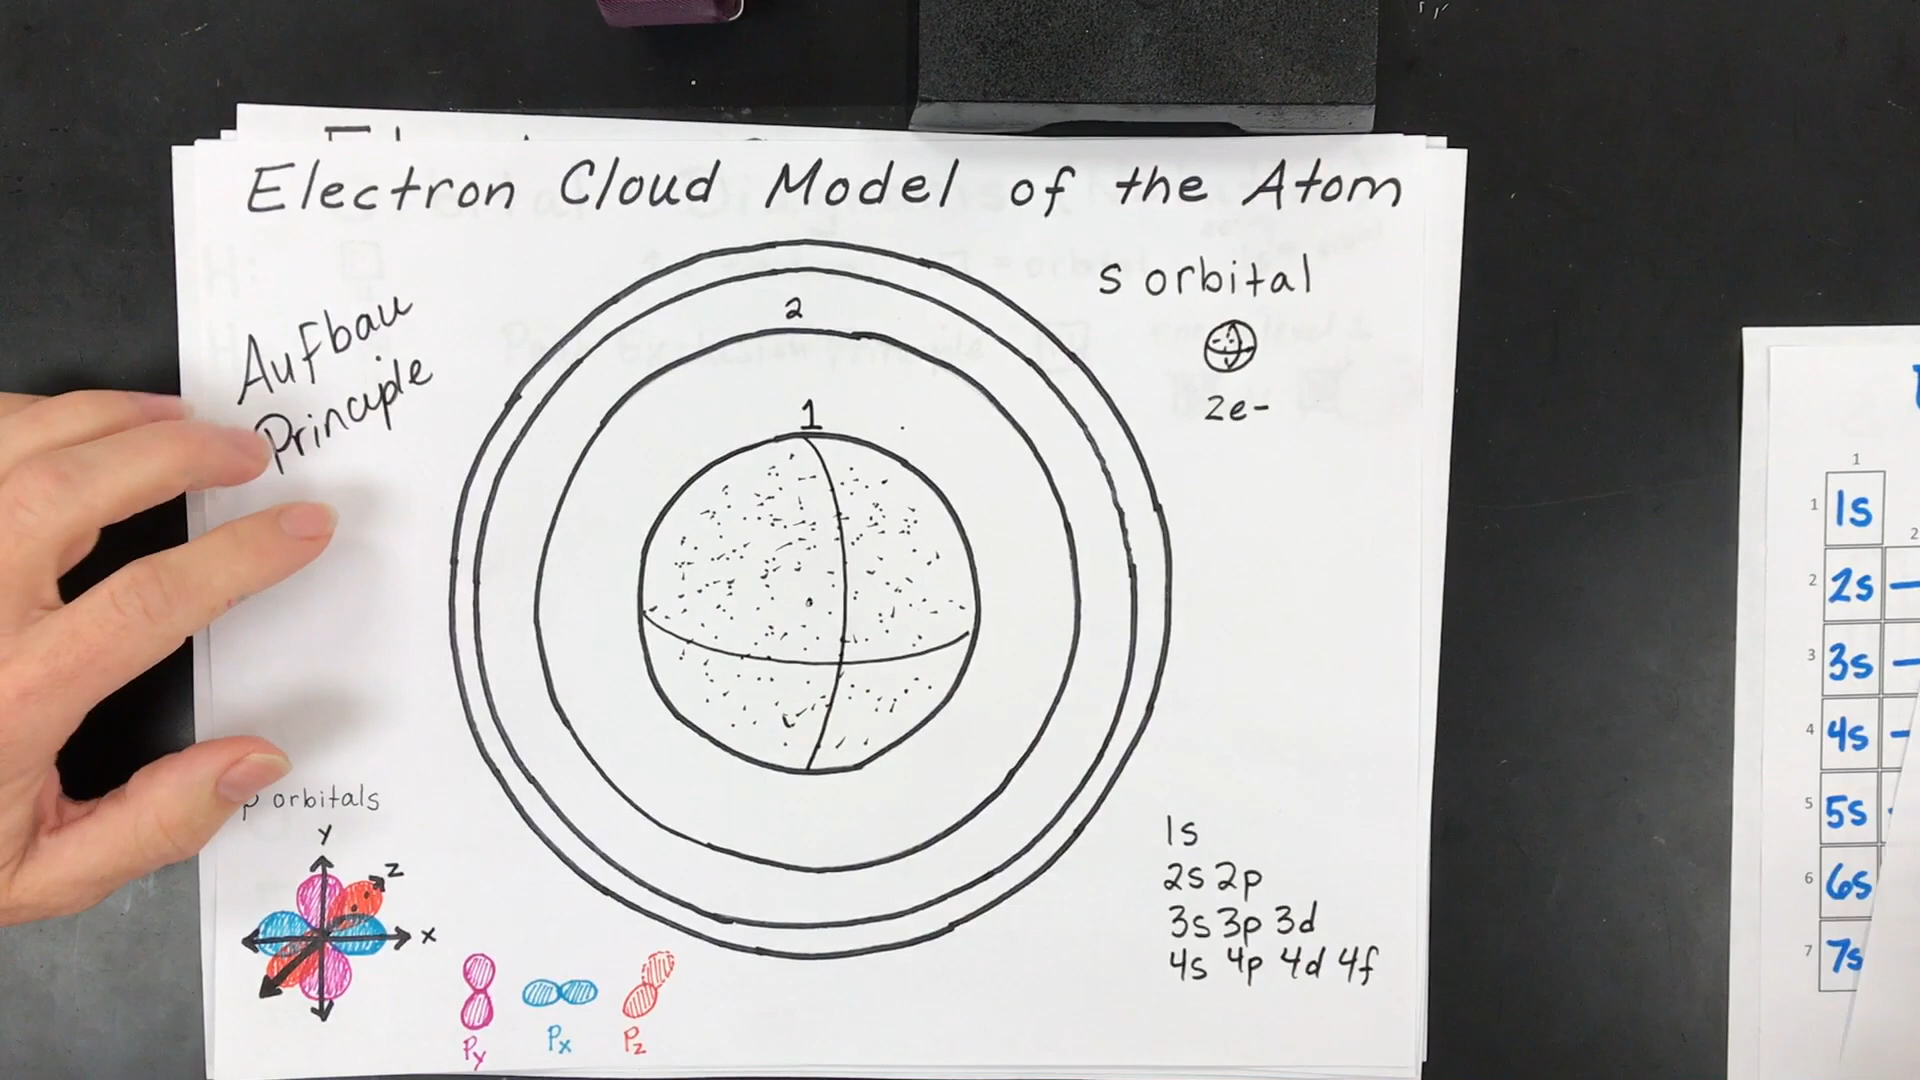 Electron Cloud Model of the Atom
Aufbau
Principle
2
1
s orbital
2e-
p orbitals
y
z
x
Py Px Pz
1s
2s 2p
3s 3p 3d
4s 4p 4d 4f
1
1 1s
2
2 2s
3 3s
4 4s
5 5s
6 6s
7 7s